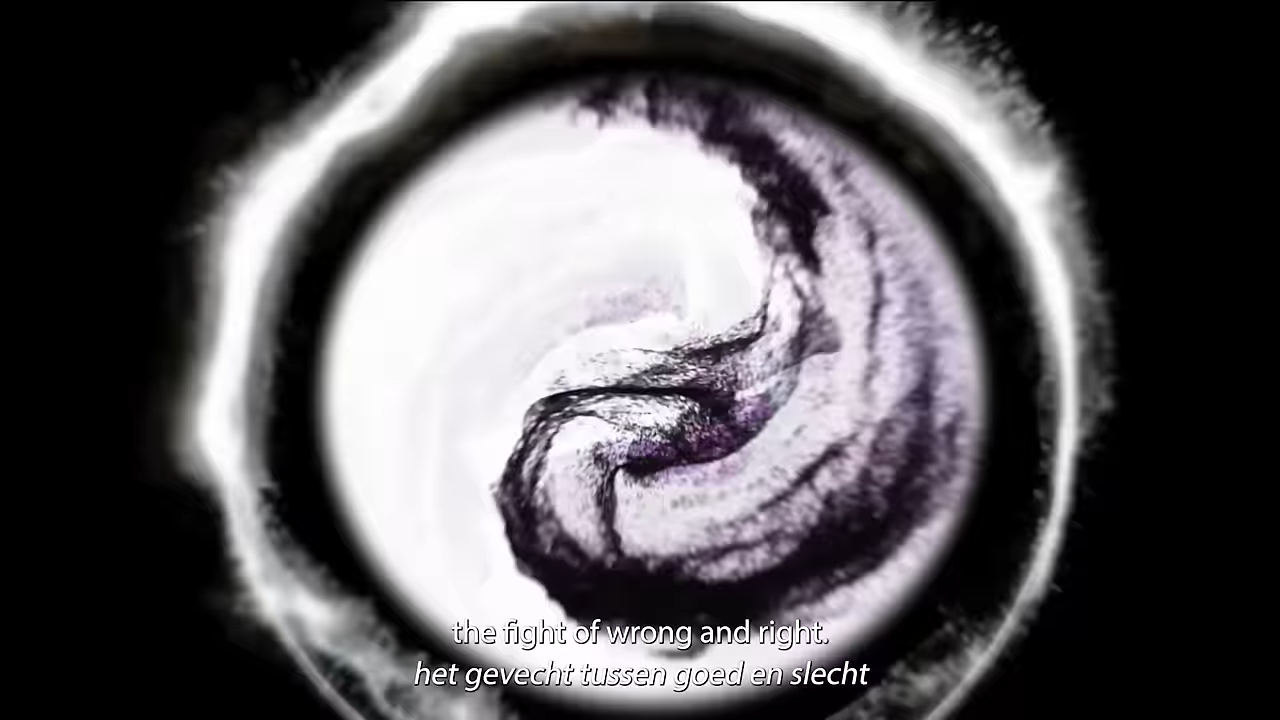 the fight of wrong and right.
het gevecht tussen goed en slecht